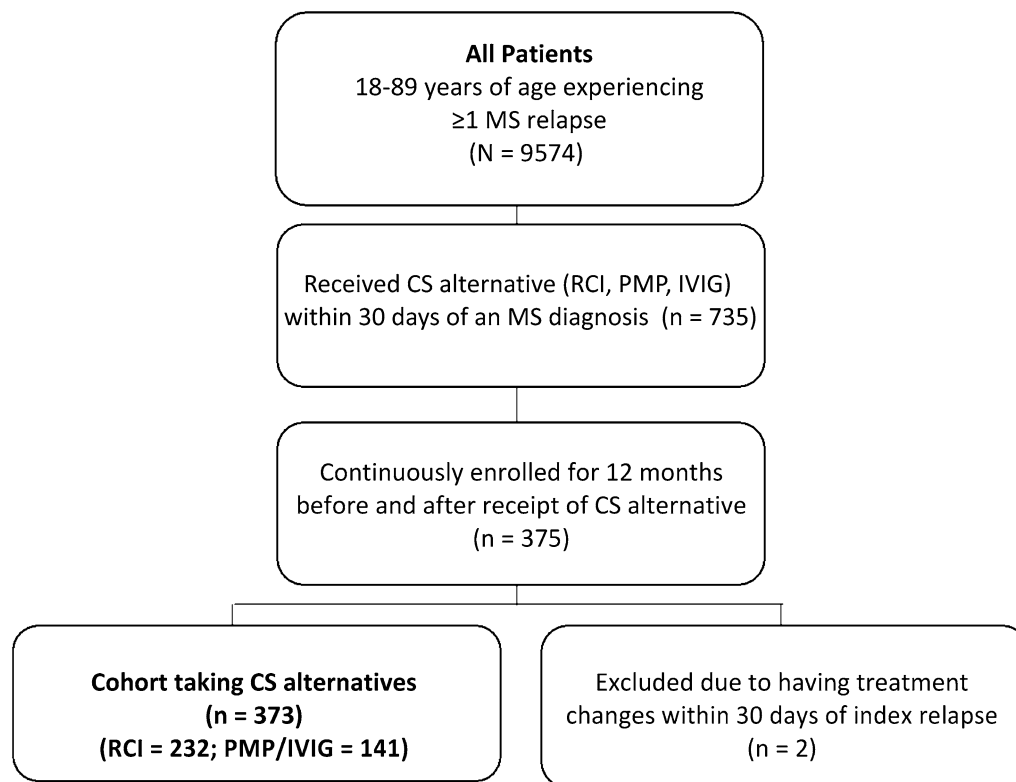 All Patients
18-89 years of age experiencing
≥1 MS relapse
(N = 9574)
Received CS alternative (RCI, PMP, IVIG)
within 30 days of an MS diagnosis (n = 735)
Continuously enrolled for 12 months
before and after receipt of CS alternative
(n = 375)
Cohort taking CS alternatives
(n = 373)
(RCI = 232; PMP/IVIG = 141)
Excluded due to having treatment
changes within 30 days of index relapse
(n = 2)